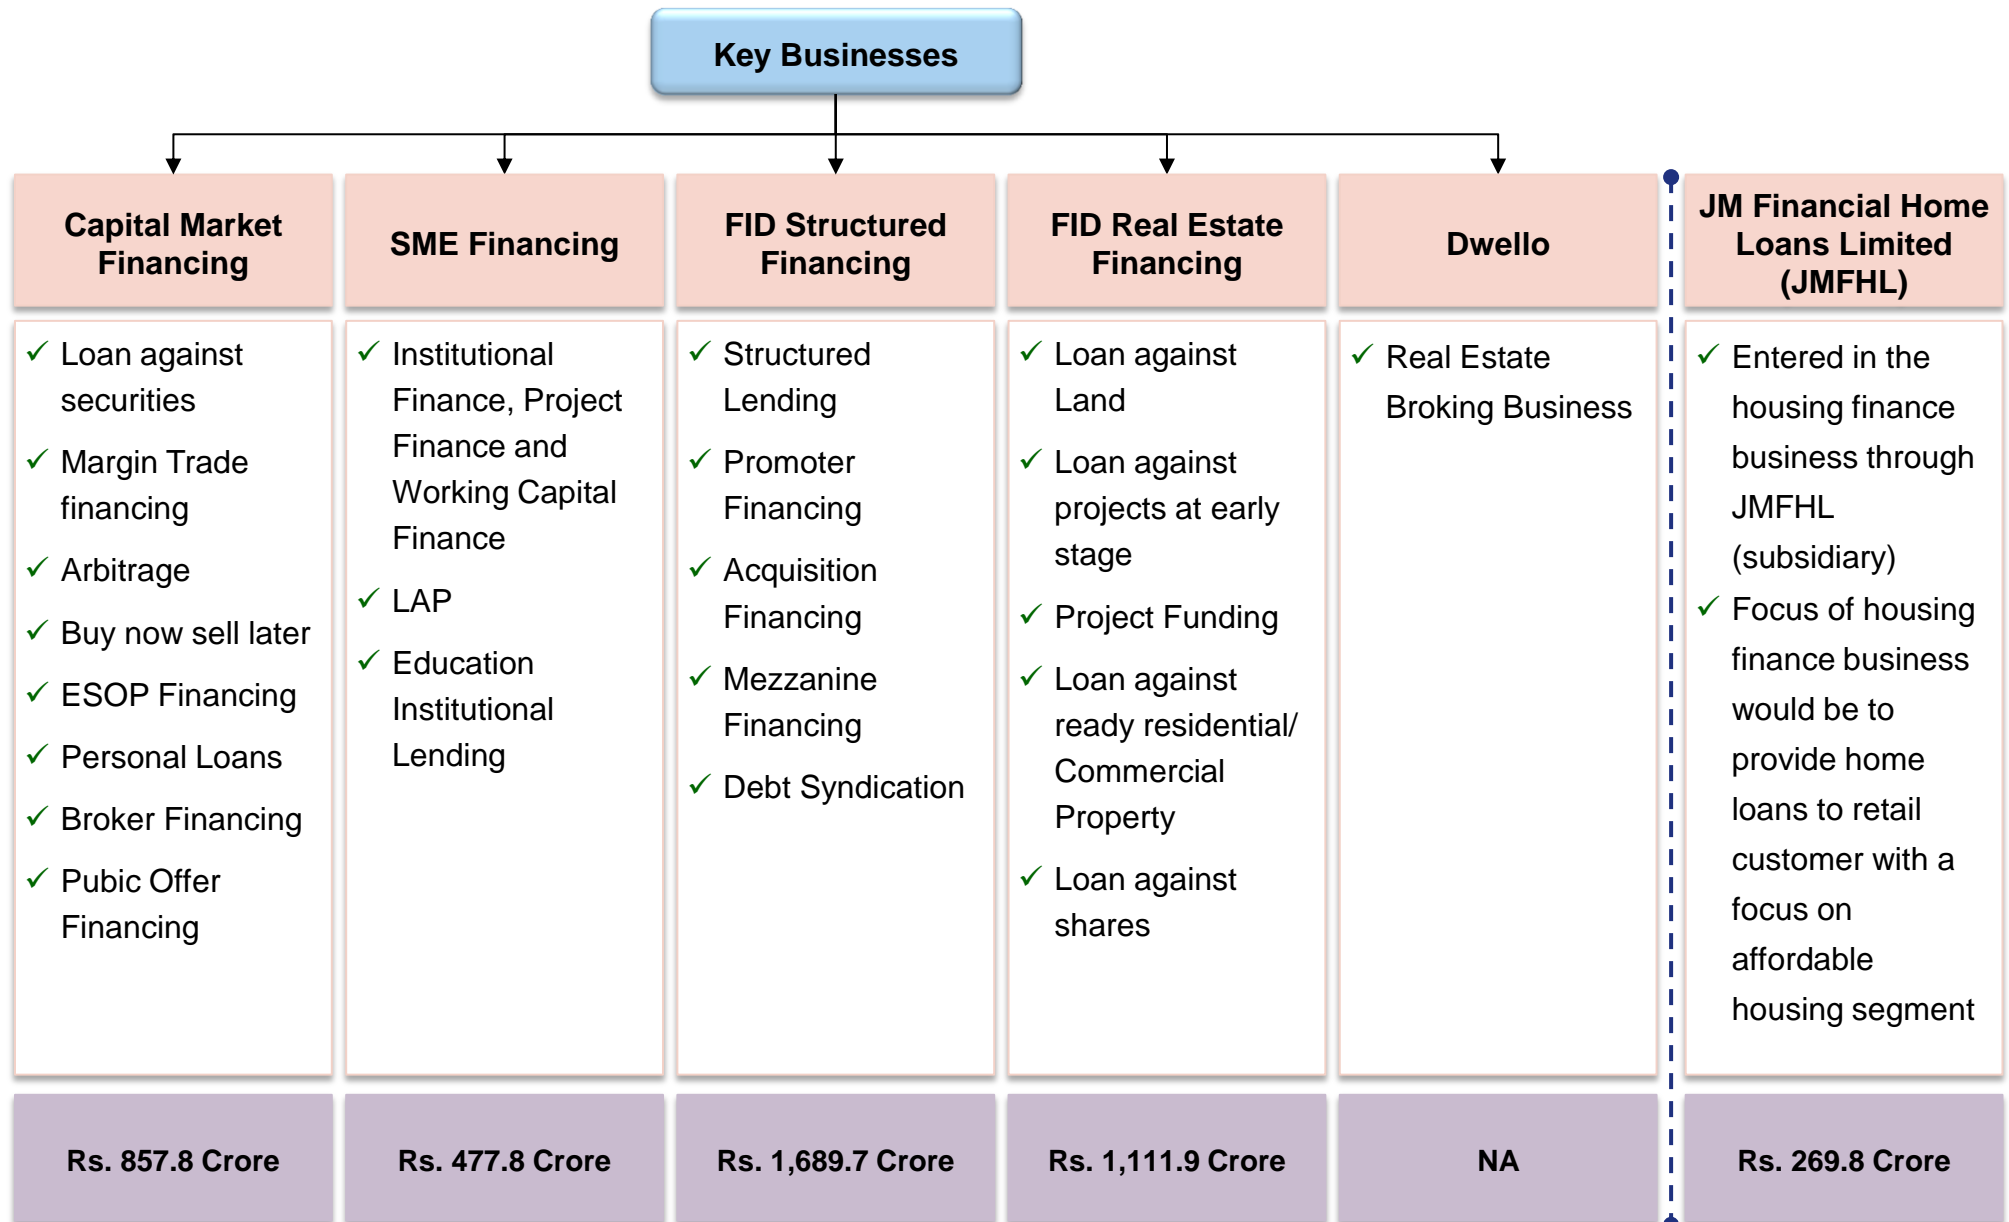 Key Businesses
Capital Market
Financing
SME Financing
FID Structured
Financing
FID Real Estate
Financing
Dwello
JM Financial Home
Loans Limited
(JMFHL)
✓ Loan against
securities
✓ Margin Trade
financing
✓ Arbitrage
✓ Buy now sell later
✓ ESOP Financing
✓ Personal Loans
✓ Broker Financing
✓ Pubic Offer
Financing
✓ Institutional
Finance, Project
Finance and
Working Capital
Finance
✓ LAP
✓ Education
Institutional
Lending
✓ Structured
Lending
✓ Promoter
Financing
✓ Acquisition
Financing
✓ Mezzanine
Financing
✓ Debt Syndication
✓ Loan against
Land
✓ Loan against
projects at early
stage
✓ Project Funding
✓ Loan against
ready residential/
Commercial
Property
✓ Loan against
shares
✓ Real Estate
Broking Business
✓ Entered in the
housing finance
business through
JMFHL
(subsidiary)
✓ Focus of housing
finance business
would be to
provide home
loans to retail
customer with a
focus on
affordable
housing segment
Rs. 857.8 Crore
Rs. 477.8 Crore
Rs. 1,689.7 Crore
Rs. 1,111.9 Crore
NA
Rs. 269.8 Crore